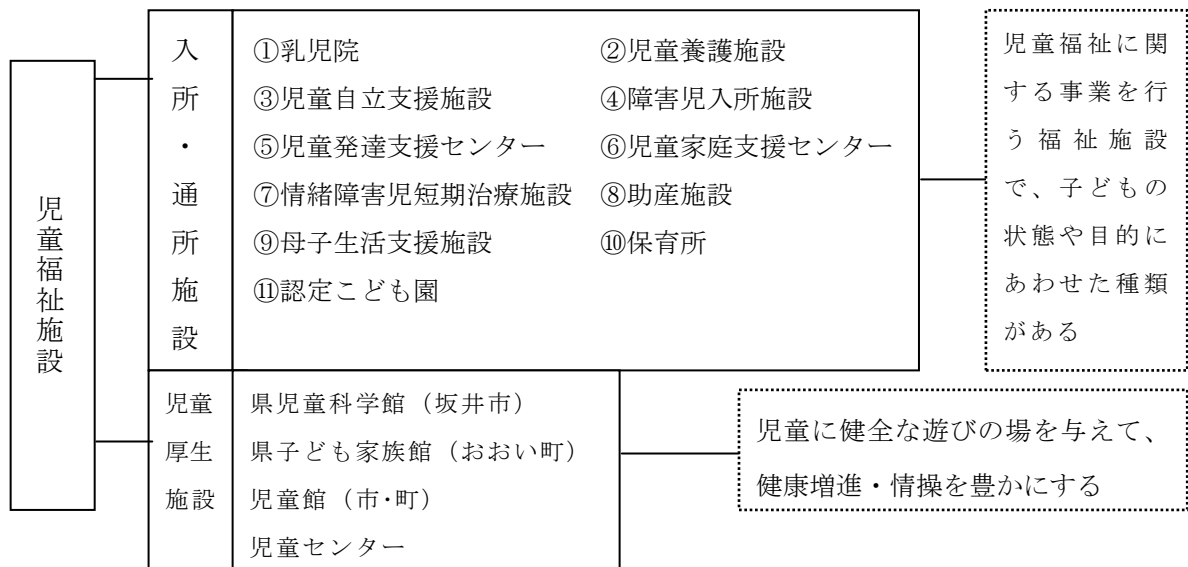 児童福祉施設
入所・通所施設
①乳児院 ②児童養護施設
③児童自立支援施設 ④障害児入所施設
⑤児童発達支援センター ⑥児童家庭支援センター
⑦情緒障害児短期治療施設 ⑧助産施設
⑨母子生活支援施設 ⑩保育所
⑪認定こども園
児童福祉に関
する事業を行
う福祉施設
で、子どもの
状態や目的に
あわせた種類
がある
児童
厚生
施設
県児童科学館（坂井市）
県子ども家族館（おおい町）
児童館（市・町）
児童センター
児童に健全な遊びの場を与えて、
健康増進・情操を豊かにする